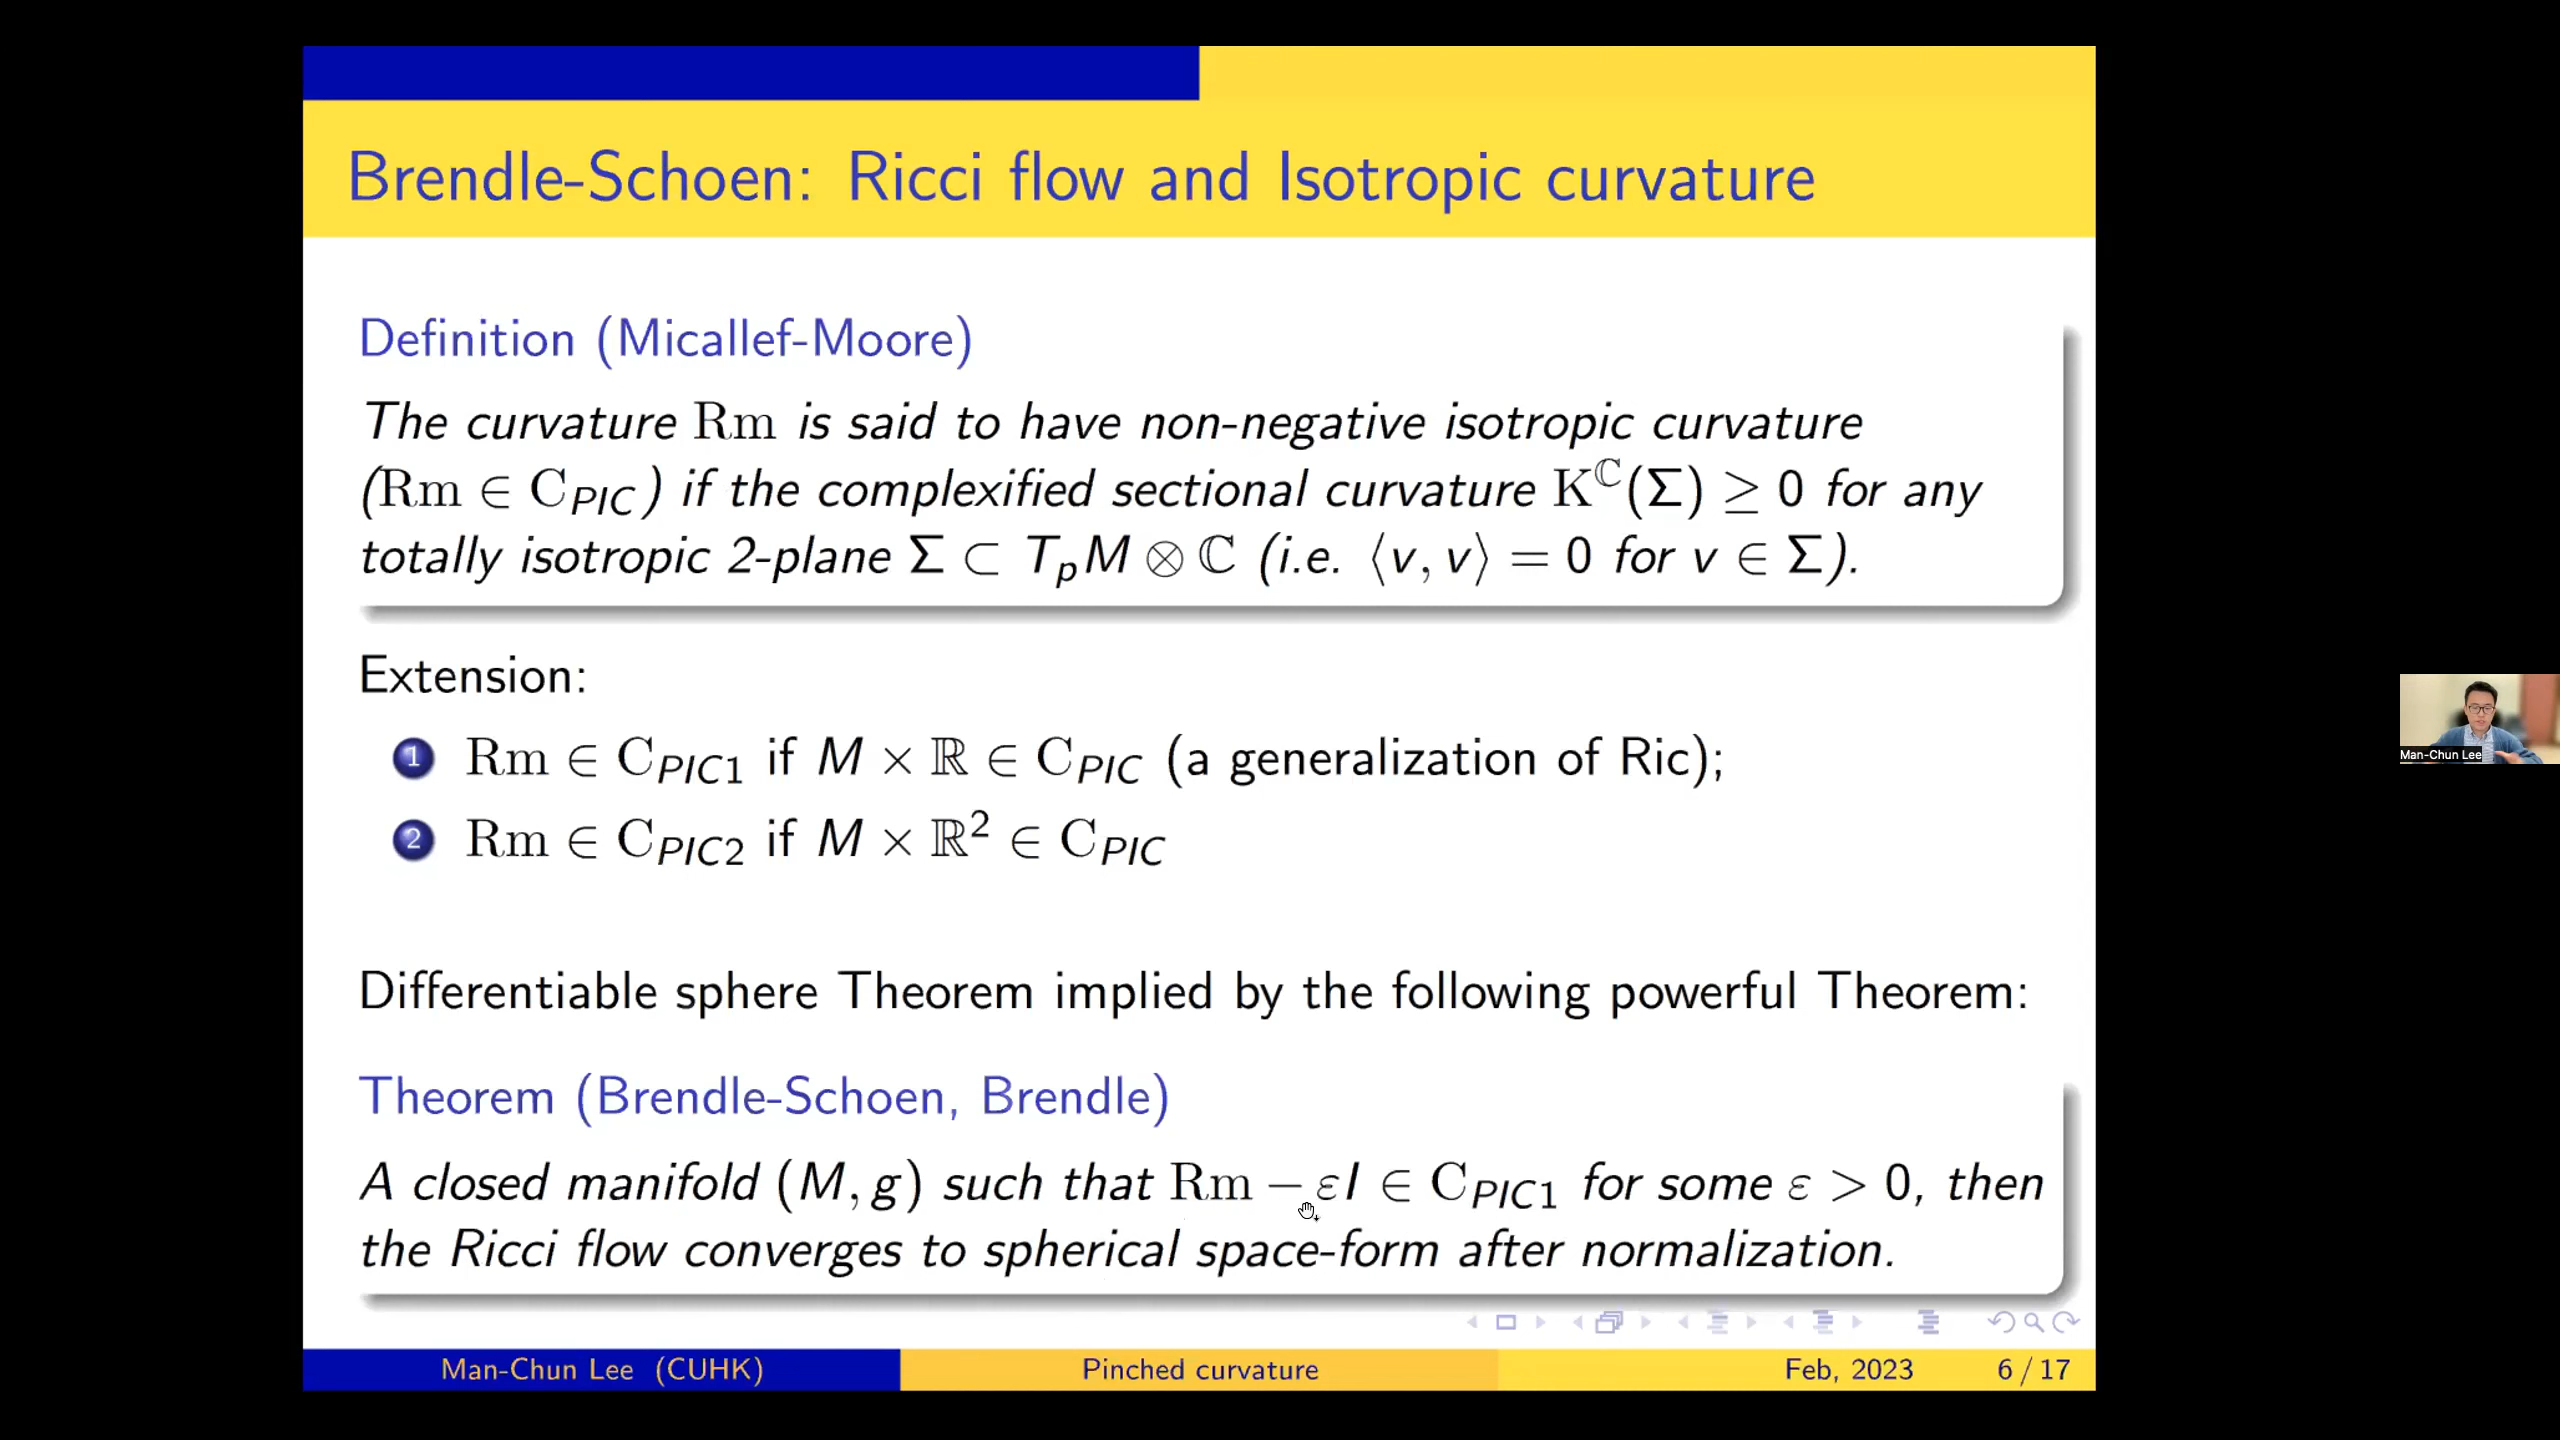 Brendle-Schoen: Ricci flow and Isotropic curvature
Definition (Micallef-Moore)
The curvature Rm is said to have non-negative isotropic curvature
(Rm ∈ C_PIC) if the complexified sectional curvature K^ℂ(Σ) ≥ 0 for any
totally isotropic 2-plane Σ ⊂ T_pM ⊗ ℂ (i.e. ⟨v, v⟩ = 0 for v ∈ Σ).
Extension:
1 Rm ∈ C_PIC1 if M × ℝ ∈ C_PIC (a generalization of Ric);
2 Rm ∈ C_PIC2 if M × ℝ² ∈ C_PIC
Differentiable sphere Theorem implied by the following powerful Theorem:
Theorem (Brendle-Schoen, Brendle)
A closed manifold (M, g) such that Rm − εI ∈ C_PIC1 for some ε > 0, then
the Ricci flow converges to spherical space-form after normalization.
Man-Chun Lee (CUHK) Pinched curvature Feb, 2023 6 / 17
Man-Chun Lee